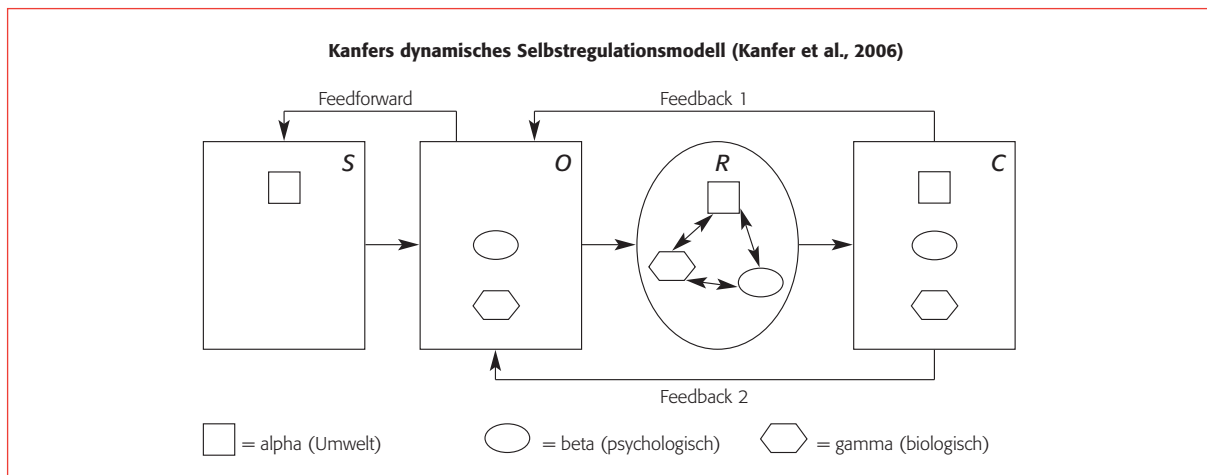 Kanfers dynamisches Selbstregulationsmodell (Kanfer et al., 2006)
Feedforward
Feedback 1
S
O
R
C
Feedback 2
= alpha (Umwelt)
= beta (psychologisch)
= gamma (biologisch)